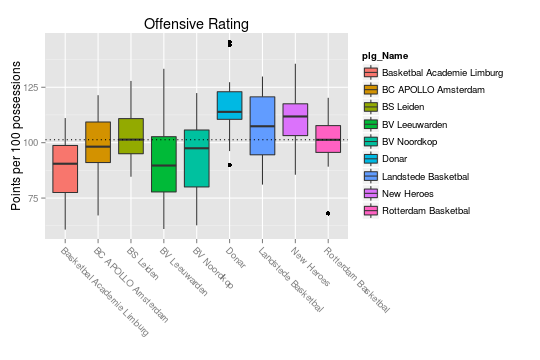 Offensive Rating
Points per 100 possessions
125
100
75
Basketbal Academie Limburg
BC APOLLO Amsterdam
BS Leiden
BV Leeuwarden
BV Noordkop
Donar
Landstede Basketbal
New Heroes
Rotterdam Basketbal
plg_Name
Basketbal Academie Limburg
BC APOLLO Amsterdam
BS Leiden
BV Leeuwarden
BV Noordkop
Donar
Landstede Basketbal
New Heroes
Rotterdam Basketbal